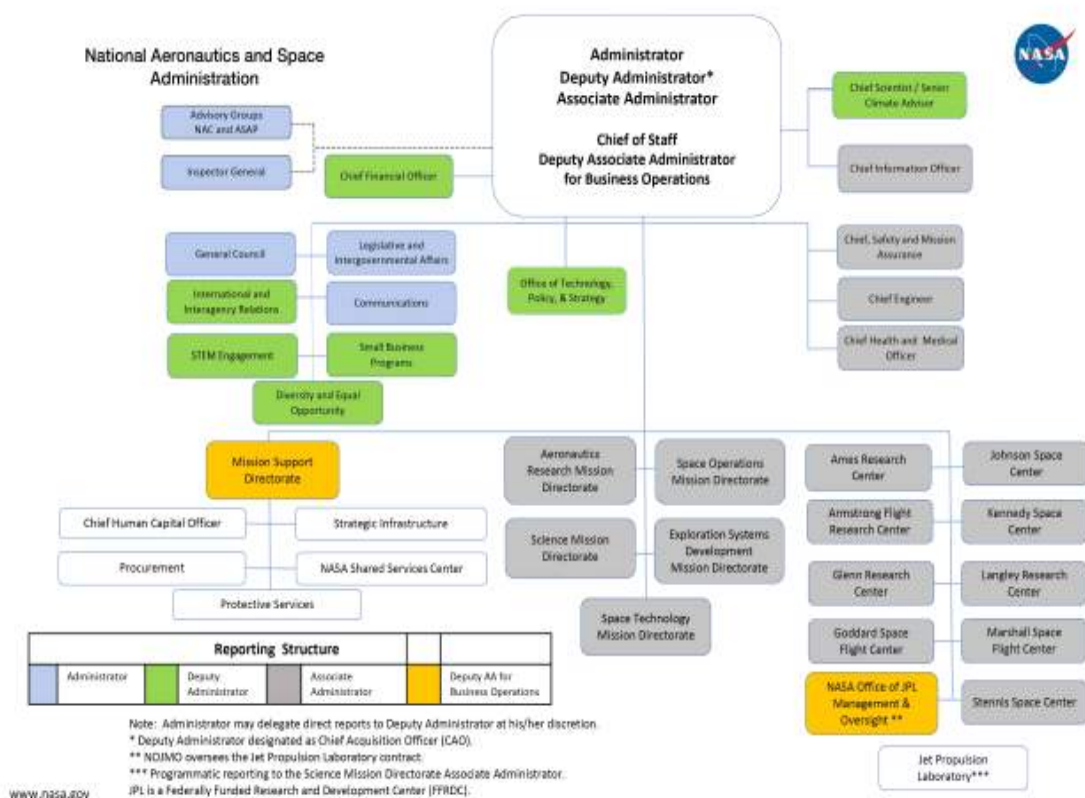 National Aeronautics and Space
Administration
Administrator
Deputy Administrator*
Associate Administrator
Chief of Staff
Deputy Associate Administrator
for Business Operations
NASA
Advisory Groups
NAC and ASAP
Inspector General
Chief Financial Officer
Chief Scientist / Senior
Climate Adviser
Chief Information Officer
General Council
Legislative and
Intergovernmental Affairs
International and
Interagency Relations
Communications
STEM Engagement
Small Business
Programs
Diversity and Equal
Opportunity
Office of Technology,
Policy, & Strategy
Chief, Safety and Mission
Assurance
Chief Engineer
Chief Health and Medical
Officer
Mission Support
Directorate
Chief Human Capital Officer
Strategic Infrastructure
Procurement
NASA Shared Services Center
Protective Services
Aeronautics
Research Mission
Directorate
Space Operations
Mission Directorate
Science Mission
Directorate
Exploration Systems
Development
Mission Directorate
Space Technology
Mission Directorate
Ames Research
Center
Johnson Space
Center
Armstrong Flight
Research Center
Kennedy Space
Center
Glenn Research
Center
Langley Research
Center
Goddard Space
Flight Center
Marshall Space
Flight Center
NASA Office of JPL
Management &
Oversight **
Stennis Space Center
Jet Propulsion
Laboratory***
Reporting Structure
Administrator
Deputy
Administrator
Associate
Administrator
Deputy AA for
Business Operations
Note: Administrator may delegate direct reports to Deputy Administrator at his/her discretion.
* Deputy Administrator designated as Chief Acquisition Officer (CAO).
** NOJMO oversees the Jet Propulsion Laboratory contract.
*** Programmatic reporting to the Science Mission Directorate Associate Administrator.
JPL is a Federally Funded Research and Development Center (FFRDC).
www.nasa.gov